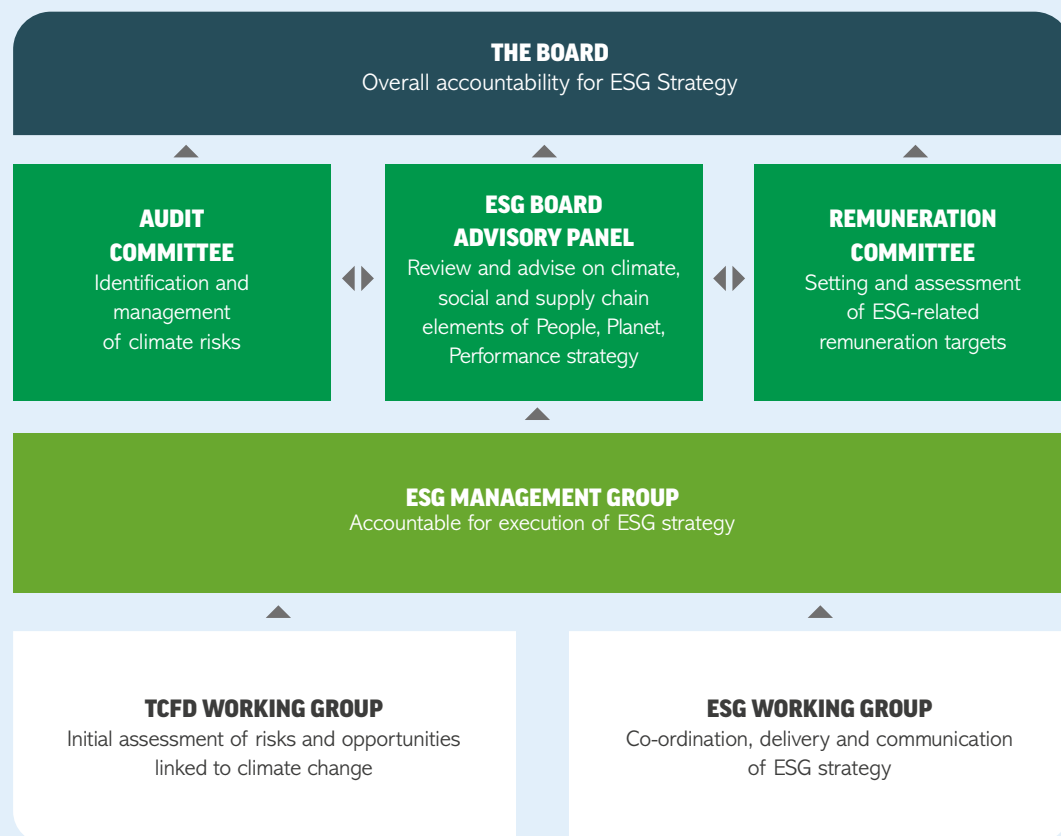 THE BOARD
Overall accountability for ESG Strategy
AUDIT
COMMITTEE
Identification and
management
of climate risks
ESG BOARD
ADVISORY PANEL
Review and advise on climate,
social and supply chain
elements of People, Planet,
Performance strategy
REMUNERATION
COMMITTEE
Setting and assessment
of ESG-related
remuneration targets
ESG MANAGEMENT GROUP
Accountable for execution of ESG strategy
TCFD WORKING GROUP
Initial assessment of risks and opportunities
linked to climate change
ESG WORKING GROUP
Co-ordination, delivery and communication
of ESG strategy